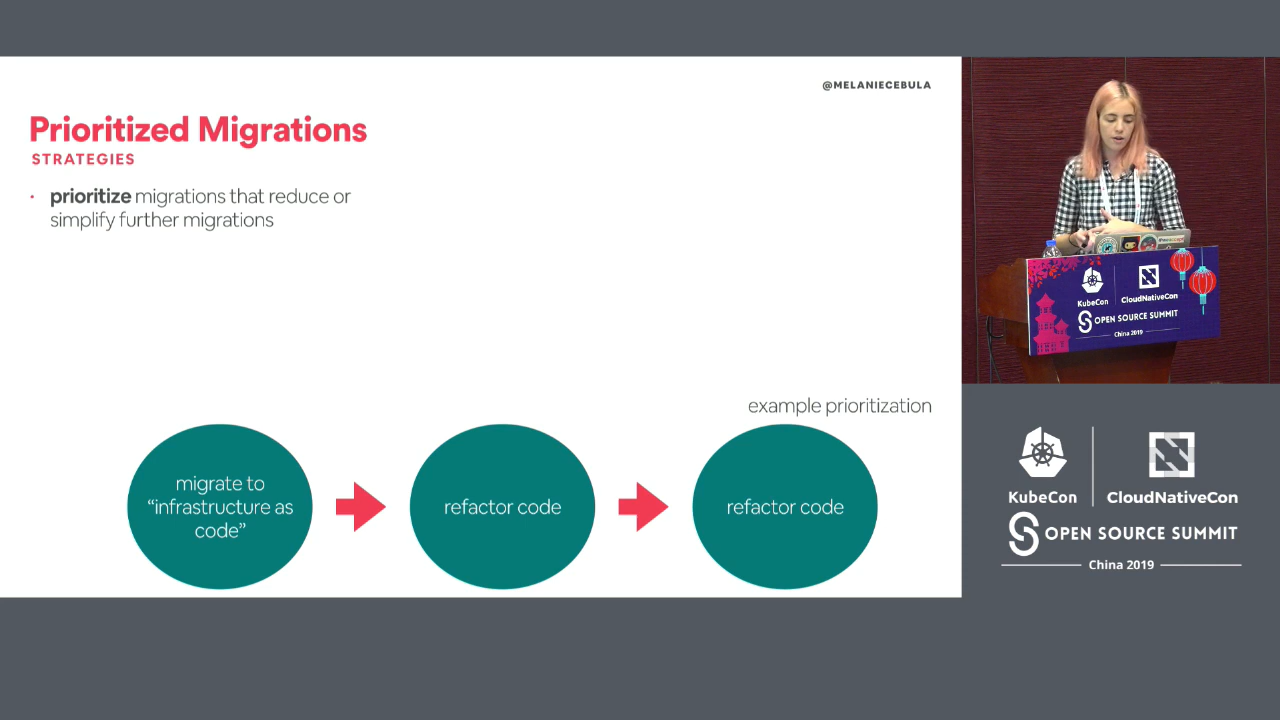 @MELANIECEBULA
Prioritized Migrations
STRATEGIES
• prioritize migrations that reduce or
simplify further migrations
example prioritization
migrate to
“infrastructure as
code”
refactor code
refactor code
KubeCon
CloudNativeCon
OPEN SOURCE SUMMIT
China 2019
KubeCon
CloudNativeCon
OPEN SOURCE SUMMIT
China 2019